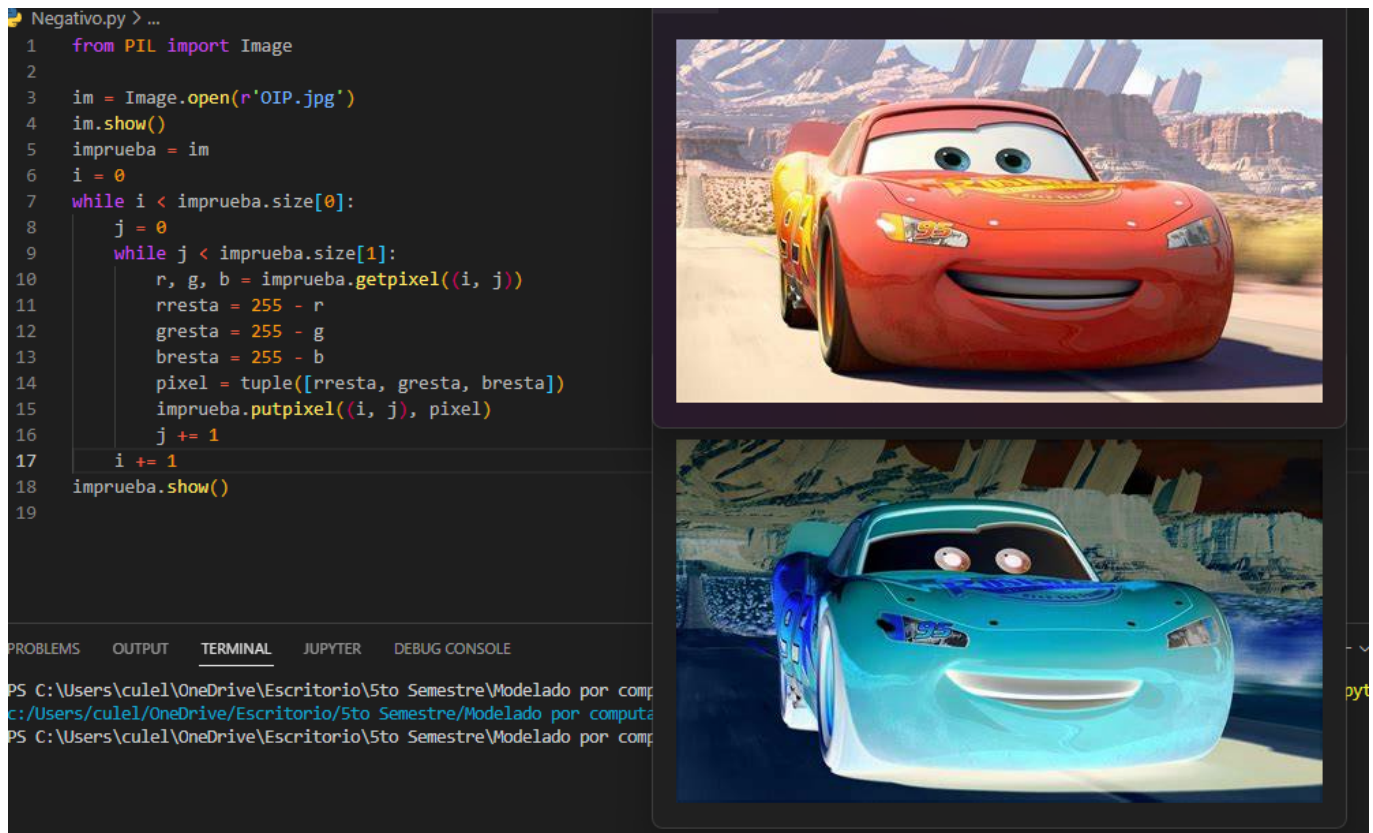 Negativo.py > ...
1 from PIL import Image
2
3 im = Image.open(r'OIP.jpg')
4 im.show()
5 imprueba = im
6 i = 0
7 while i < imprueba.size[0]:
8     j = 0
9     while j < imprueba.size[1]:
10         r, g, b = imprueba.getpixel((i, j))
11         rresta = 255 - r
12         gresta = 255 - g
13         bresta = 255 - b
14         pixel = tuple([rresta, gresta, bresta])
15         imprueba.putpixel((i, j), pixel)
16         j += 1
17     i += 1
18 imprueba.show()
19
95
95
PROBLEMS OUTPUT TERMINAL JUPYTER DEBUG CONSOLE
PS C:\Users\culel\OneDrive\Escritorio\5to Semestre\Modelado por comp
pyt
c:/Users/culel/OneDrive/Escritorio/5to Semestre/Modelado por computa
PS C:\Users\culel\OneDrive\Escritorio\5to Semestre\Modelado por comp